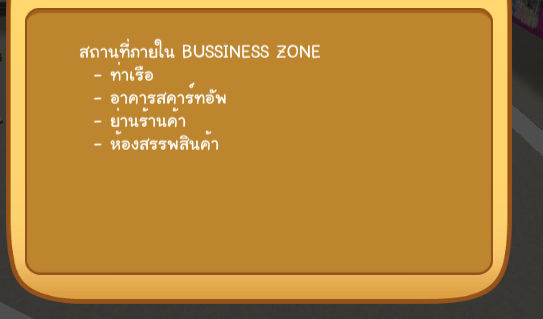 สถานที่ภายใน BUSSINESS ZONE
- ท่าเรือ
- อาคารสตาร์ทอัพ
- ย่านร้านค้า
- ห้องสรรพสินค้า